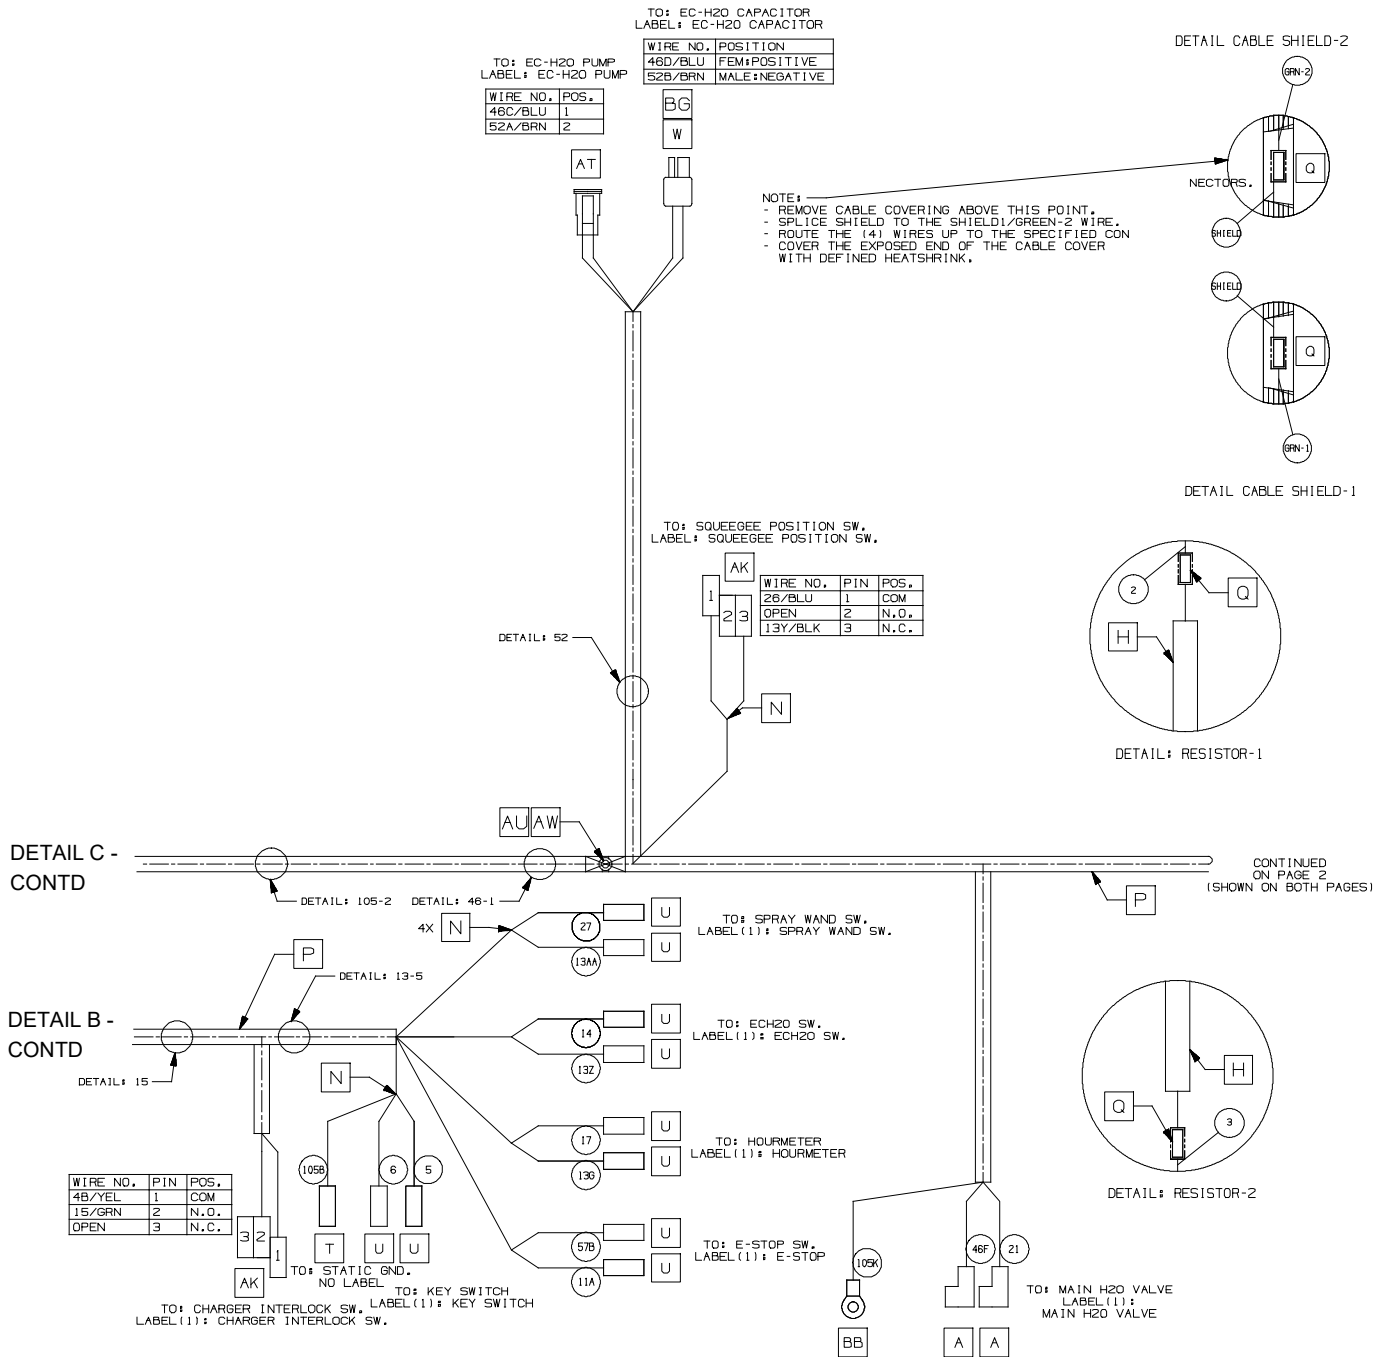 TO: EC-H2O CAPACITOR
LABEL: EC-H2O CAPACITOR
WIRE NO. POSITION
46D/BLU FEM:POSITIVE
52B/BRN MALE:NEGATIVE
BG
W
TO: EC-H2O PUMP
LABEL: EC-H2O PUMP
WIRE NO. POS.
46C/BLU 1
52A/BRN 2
AT
DETAIL CABLE SHIELD-2
GRN-2
Q
SHIELD
NECTORS.
NOTE:
- REMOVE CABLE COVERING ABOVE THIS POINT.
- SPLICE SHIELD TO THE SHIELD1/GREEN-2 WIRE.
- ROUTE THE (4) WIRES UP TO THE SPECIFIED CON
- COVER THE EXPOSED END OF THE CABLE COVER
WITH DEFINED HEATSHRINK.
SHIELD
Q
GRN-1
DETAIL CABLE SHIELD-1
TO: SQUEEGEE POSITION SW.
LABEL: SQUEEGEE POSITION SW.
AK
1
2 3
WIRE NO. PIN POS.
26/BLU 1 COM
OPEN 2 N.O.
13Y/BLK 3 N.C.
N
DETAIL: 52
2
Q
H
DETAIL: RESISTOR-1
AU AW
DETAIL C -
CONTD
DETAIL: 105-2
DETAIL: 46-1
P
CONTINUED
ON PAGE 2
(SHOWN ON BOTH PAGES)
4X N
27
U
13AA
U
TO: SPRAY WAND SW.
LABEL(1): SPRAY WAND SW.
P
DETAIL: 13-5
DETAIL B -
CONTD
DETAIL: 15
14
U
13Z
U
TO: ECH2O SW.
LABEL(1): ECH2O SW.
N
17
U
13G
U
TO: HOURMETER
LABEL(1): HOURMETER
H
Q
3
DETAIL: RESISTOR-2
105B
6
5
T
U
U
WIRE NO. PIN POS.
4B/YEL 1 COM
15/GRN 2 N.O.
OPEN 3 N.C.
3 2
1
AK
TO: STATIC GND.
NO LABEL
TO: KEY SWITCH
LABEL(1): KEY SWITCH
TO: CHARGER INTERLOCK SW.
LABEL(1): CHARGER INTERLOCK SW.
57B
U
11A
U
TO: E-STOP SW.
LABEL(1): E-STOP
105K
46F
21
BB
A
A
TO: MAIN H2O VALVE
LABEL(1):
MAIN H2O VALVE